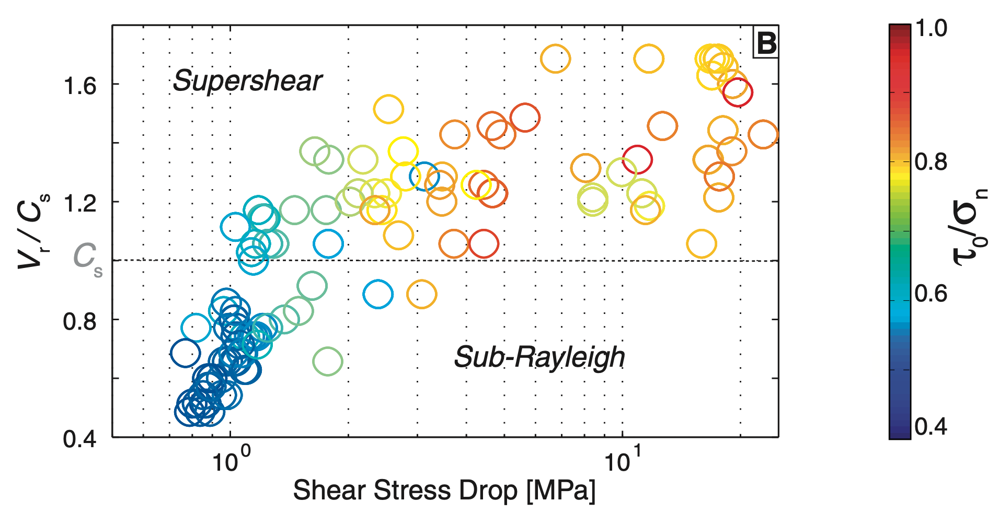 B
Supershear
Sub-Rayleigh
1.6
1.2
Cs
0.8
0.4
Vr / Cs
10^0
10^1
Shear Stress Drop [MPa]
1.0
0.8
0.6
0.4
τ0/σn